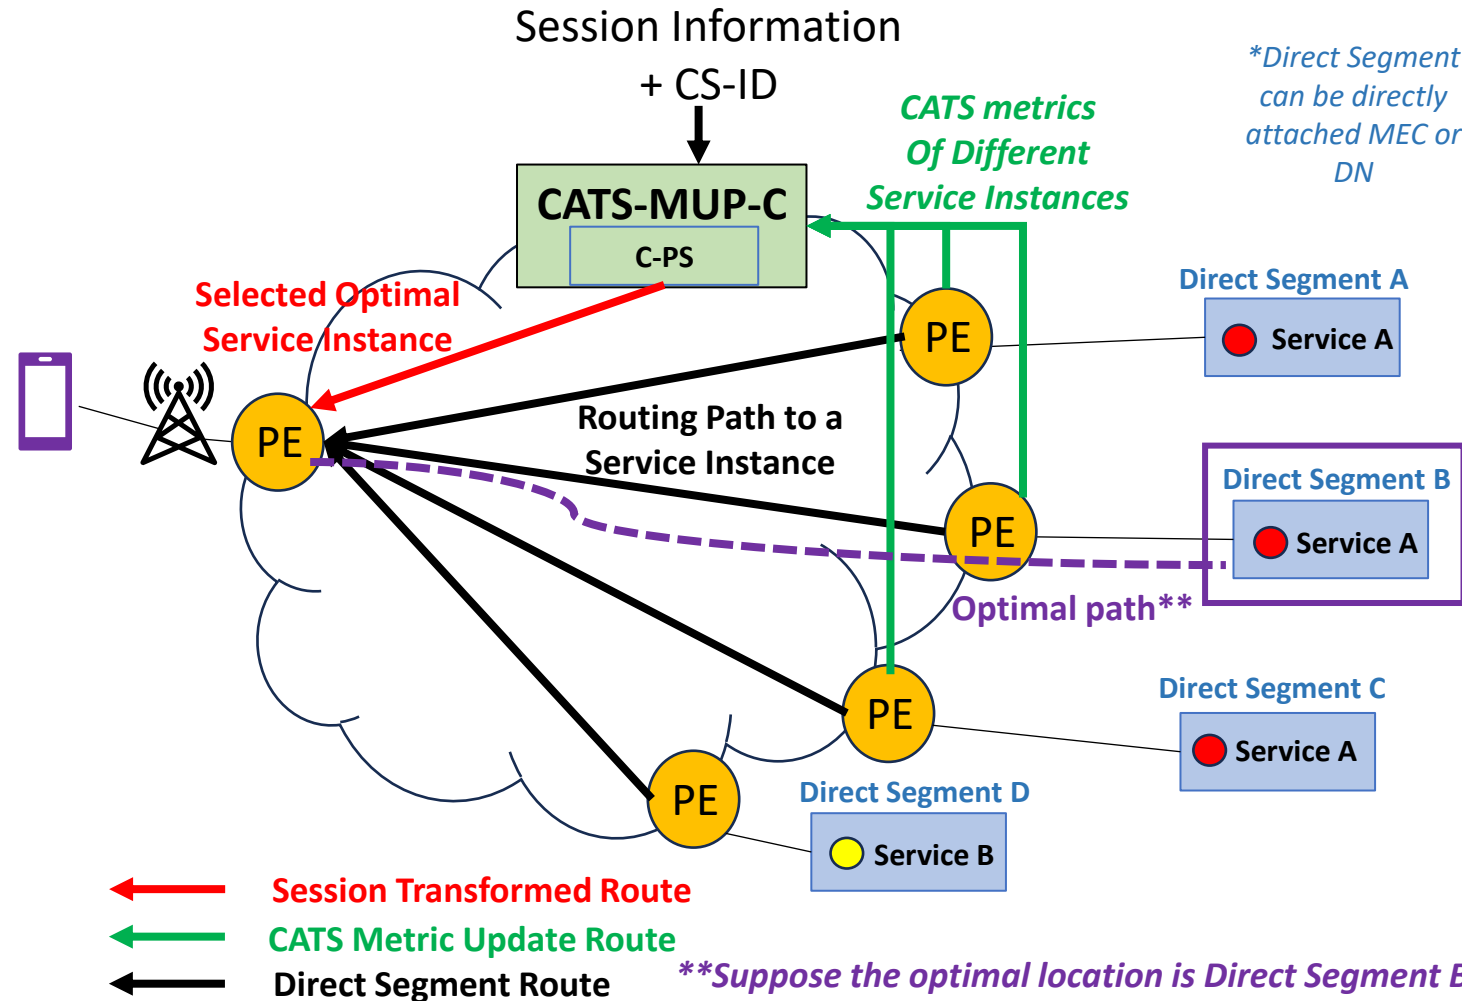 Session Information
+ CS-ID
*Direct Segment
can be directly
attached MEC or
DN
CATS metrics
Of Different
Service Instances
CATS-MUP-C
C-PS
Selected Optimal
Service Instance
Direct Segment A
Service A
PE
PE
Routing Path to a
Service Instance
Direct Segment B
Service A
PE
Optimal path**
Direct Segment C
Service A
PE
Direct Segment D
Service B
PE
Session Transformed Route
CATS Metric Update Route
Direct Segment Route
**Suppose the optimal location is Direct Segment B